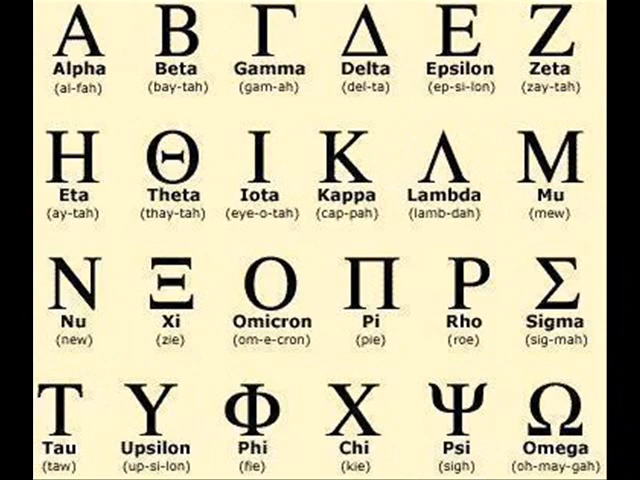 Α Β Γ Δ Ε Ζ
Alpha Beta Gamma Delta Epsilon Zeta
(al-fah) (bay-tah) (gam-ah) (del-ta) (ep-si-lon) (zay-tah)
Η Θ Ι Κ Λ Μ
Eta Theta Iota Kappa Lambda Mu
(ay-tah) (thay-tah) (eye-o-tah) (cap-pah) (lamb-dah) (mew)
Ν Ξ Ο Π Ρ Σ
Nu Xi Omicron Pi Rho Sigma
(new) (zie) (om-e-cron) (pie) (roe) (sig-mah)
Τ Υ Φ Χ Ψ Ω
Tau Upsilon Phi Chi Psi Omega
(taw) (up-si-lon) (fie) (kie) (sigh) (oh-may-gah)